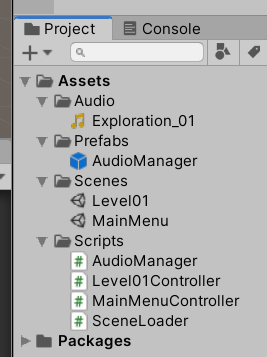 Project
Console
Assets
Audio
Exploration_01
Prefabs
AudioManager
Scenes
Level01
MainMenu
Scripts
AudioManager
Level01Controller
MainMenuController
SceneLoader
Packages